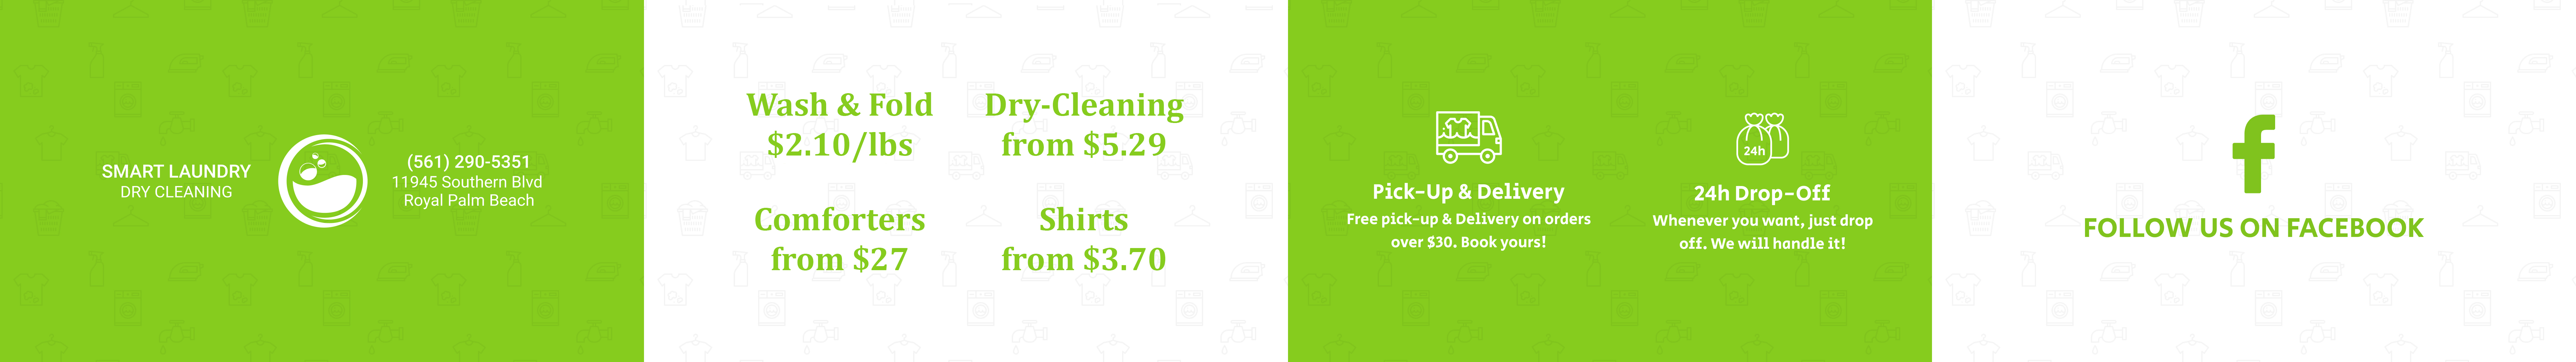 SMART LAUNDRY
DRY CLEANING
(561) 290-5351
11945 Southern Blvd
Royal Palm Beach
Wash & Fold
$2.10/lbs
Dry-Cleaning
from $5.29
Comforters
from $27
Shirts
from $3.70
Pick-Up & Delivery
Free pick-up & Delivery on orders
over $30. Book yours!
24h
24h Drop-Off
Whenever you want, just drop
off. We will handle it!
f
FOLLOW US ON FACEBOOK